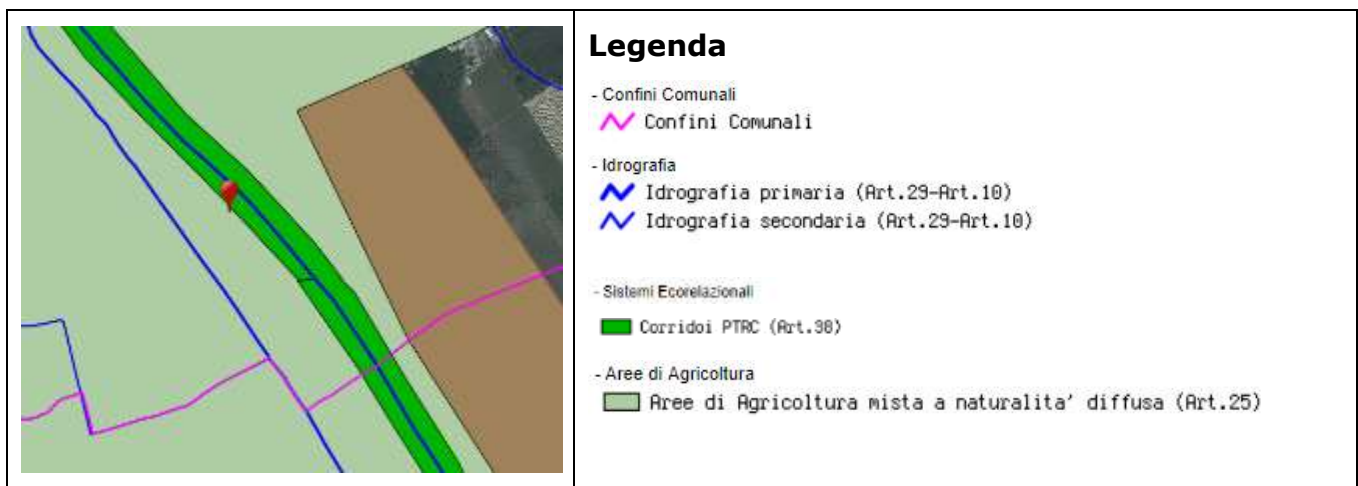 Legenda
- Confini Comunali
Confini Comunali
- Idrografia
Idrografia primaria (Art.29-Art.10)
Idrografia secondaria (Art.29-Art.10)
- Sistemi Ecorelazionali
Corridoi PTRC (Art.38)
- Aree di Agricoltura
Aree di Agricoltura mista a naturalita' diffusa (Art.25)